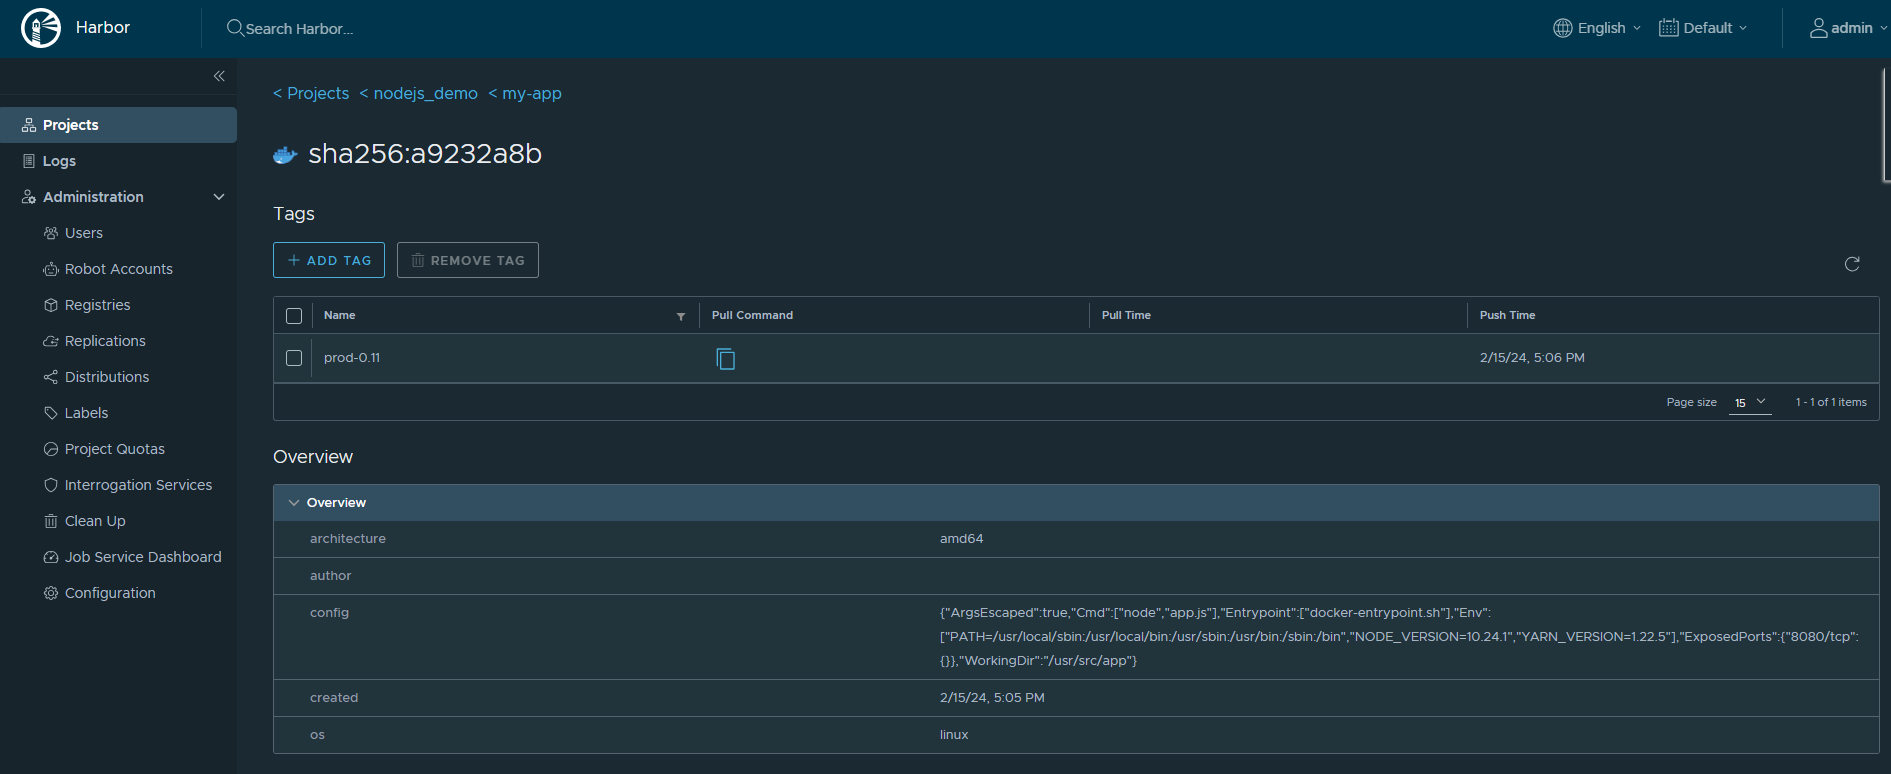 Harbor
Search Harbor...
English
Default
admin
Projects
Logs
Administration
Users
Robot Accounts
Registries
Replications
Distributions
Labels
Project Quotas
Interrogation Services
Clean Up
Job Service Dashboard
Configuration
< Projects < nodejs_demo < my-app
sha256:a9232a8b
Tags
+ ADD TAG REMOVE TAG
Name Pull Command Pull Time Push Time
prod-0.11 2/15/24, 5:06 PM
Page size 15 1 - 1 of 1 items
Overview
Overview
architecture amd64
author
config {"ArgsEscaped":true,"Cmd":["node","app.js"],"Entrypoint":["docker-entrypoint.sh"],"Env":
["PATH=/usr/local/sbin:/usr/local/bin:/usr/sbin:/usr/bin:/sbin:/bin","NODE_VERSION=10.24.1","YARN_VERSION=1.22.5"],"ExposedPorts":{"8080/tcp":
{}},"WorkingDir":"/usr/src/app"}
created 2/15/24, 5:05 PM
os linux